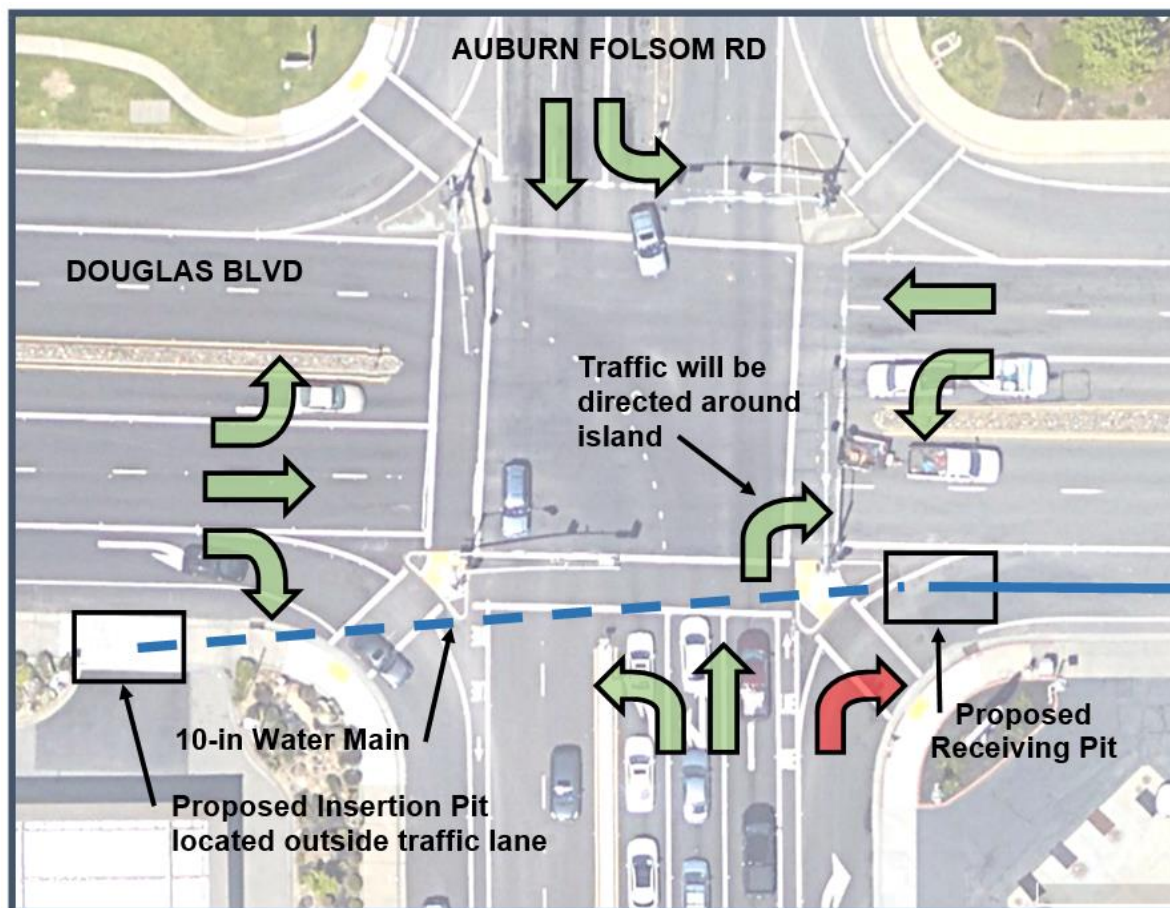 AUBURN FOLSOM RD
DOUGLAS BLVD
Traffic will be
directed around
island
10-in Water Main
Proposed
Receiving Pit
Proposed Insertion Pit
located outside traffic lane